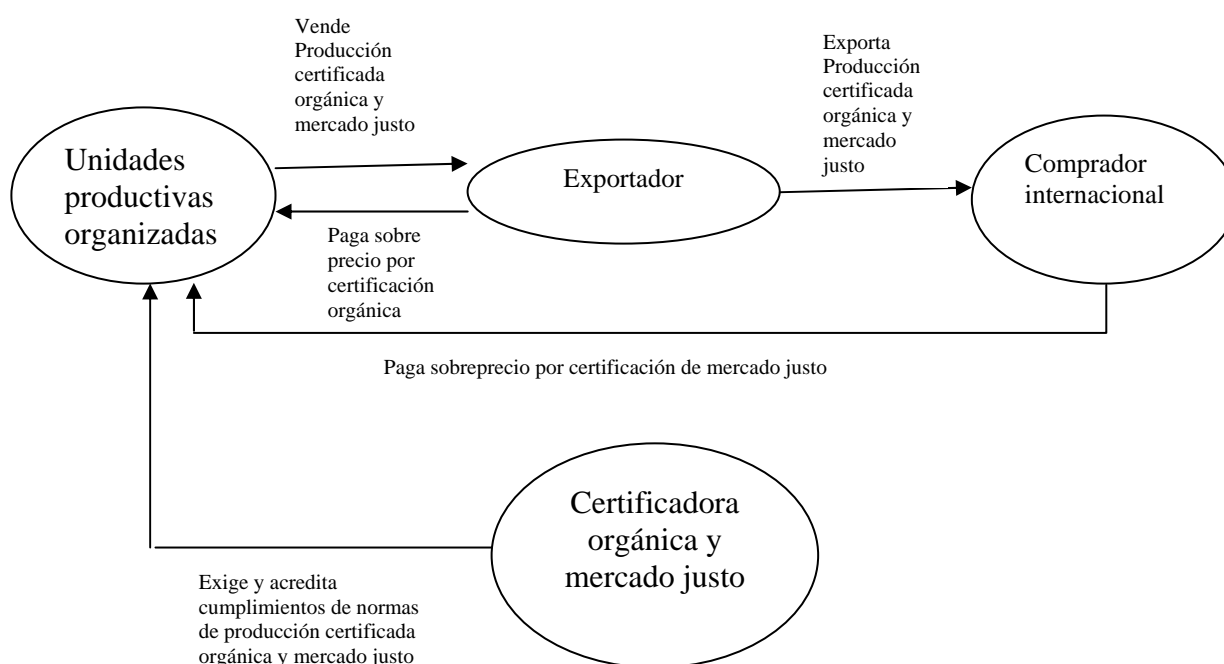 Vende
Producción
certificada
orgánica y
mercado justo
Exporta
Producción
certificada
orgánica y
mercado
justo
Unidades
productivas
organizadas
Exportador
Comprador
internacional
Paga sobre
precio por
certificación
orgánica
Paga sobreprecio por certificación de mercado justo
Certificadora
orgánica y
mercado justo
Exige y acredita
cumplimientos de normas
de producción certificada
orgánica y mercado justo